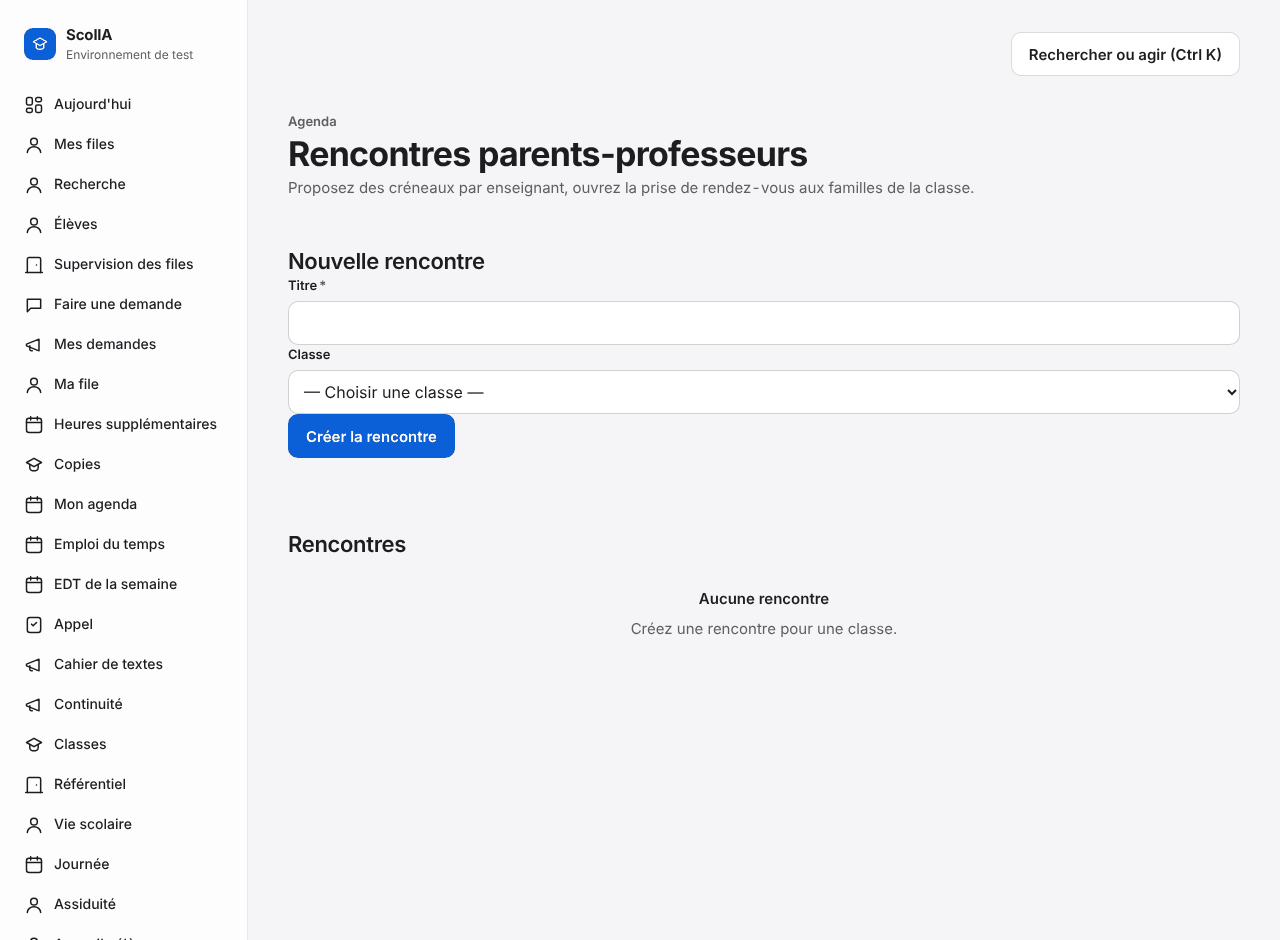 ScolIA
Environnement de test
Aujourd'hui
Mes files
Recherche
Élèves
Supervision des files
Faire une demande
Mes demandes
Ma file
Heures supplémentaires
Copies
Mon agenda
Emploi du temps
EDT de la semaine
Appel
Cahier de textes
Continuité
Classes
Référentiel
Vie scolaire
Journée
Assiduité
Rechercher ou agir (Ctrl K)
Agenda
Rencontres parents-professeurs
Proposez des créneaux par enseignant, ouvrez la prise de rendez-vous aux familles de la classe.
Nouvelle rencontre
Titre *
Classe
— Choisir une classe —
Créer la rencontre
Rencontres
Aucune rencontre
Créez une rencontre pour une classe.